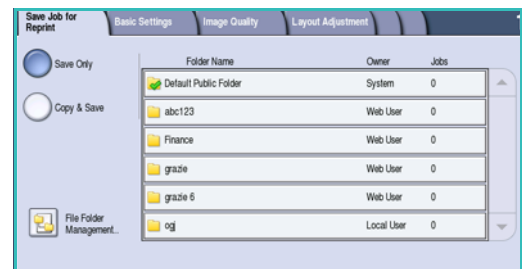 Save Job for
Reprint
Basic Settings
Image Quality
Layout Adjustment
Save Only
Copy & Save
File Folder
Management..
Folder Name Owner Jobs
Default Public Folder System 0
abc123 Web User 0
Finance Web User 0
grazie Web User 0
grazie 6 Web User 0
ogj Local User 0